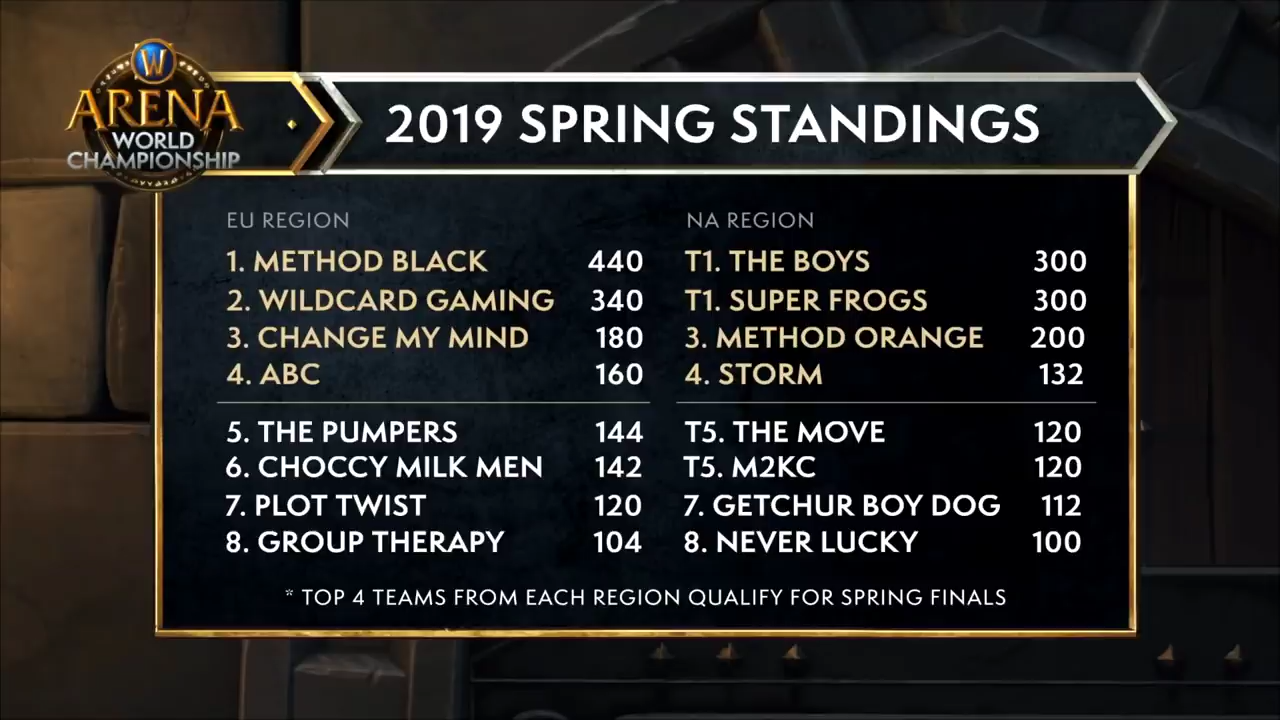 W
ARENA
WORLD
CHAMPIONSHIP
2019 SPRING STANDINGS
EU REGION
1. METHOD BLACK 440
2. WILDCARD GAMING 340
3. CHANGE MY MIND 180
4. ABC 160
5. THE PUMPERS 144
6. CHOCCY MILK MEN 142
7. PLOT TWIST 120
8. GROUP THERAPY 104
NA REGION
T1. THE BOYS 300
T1. SUPER FROGS 300
3. METHOD ORANGE 200
4. STORM 132
T5. THE MOVE 120
T5. M2KC 120
7. GETCHUR BOY DOG 112
8. NEVER LUCKY 100
* TOP 4 TEAMS FROM EACH REGION QUALIFY FOR SPRING FINALS